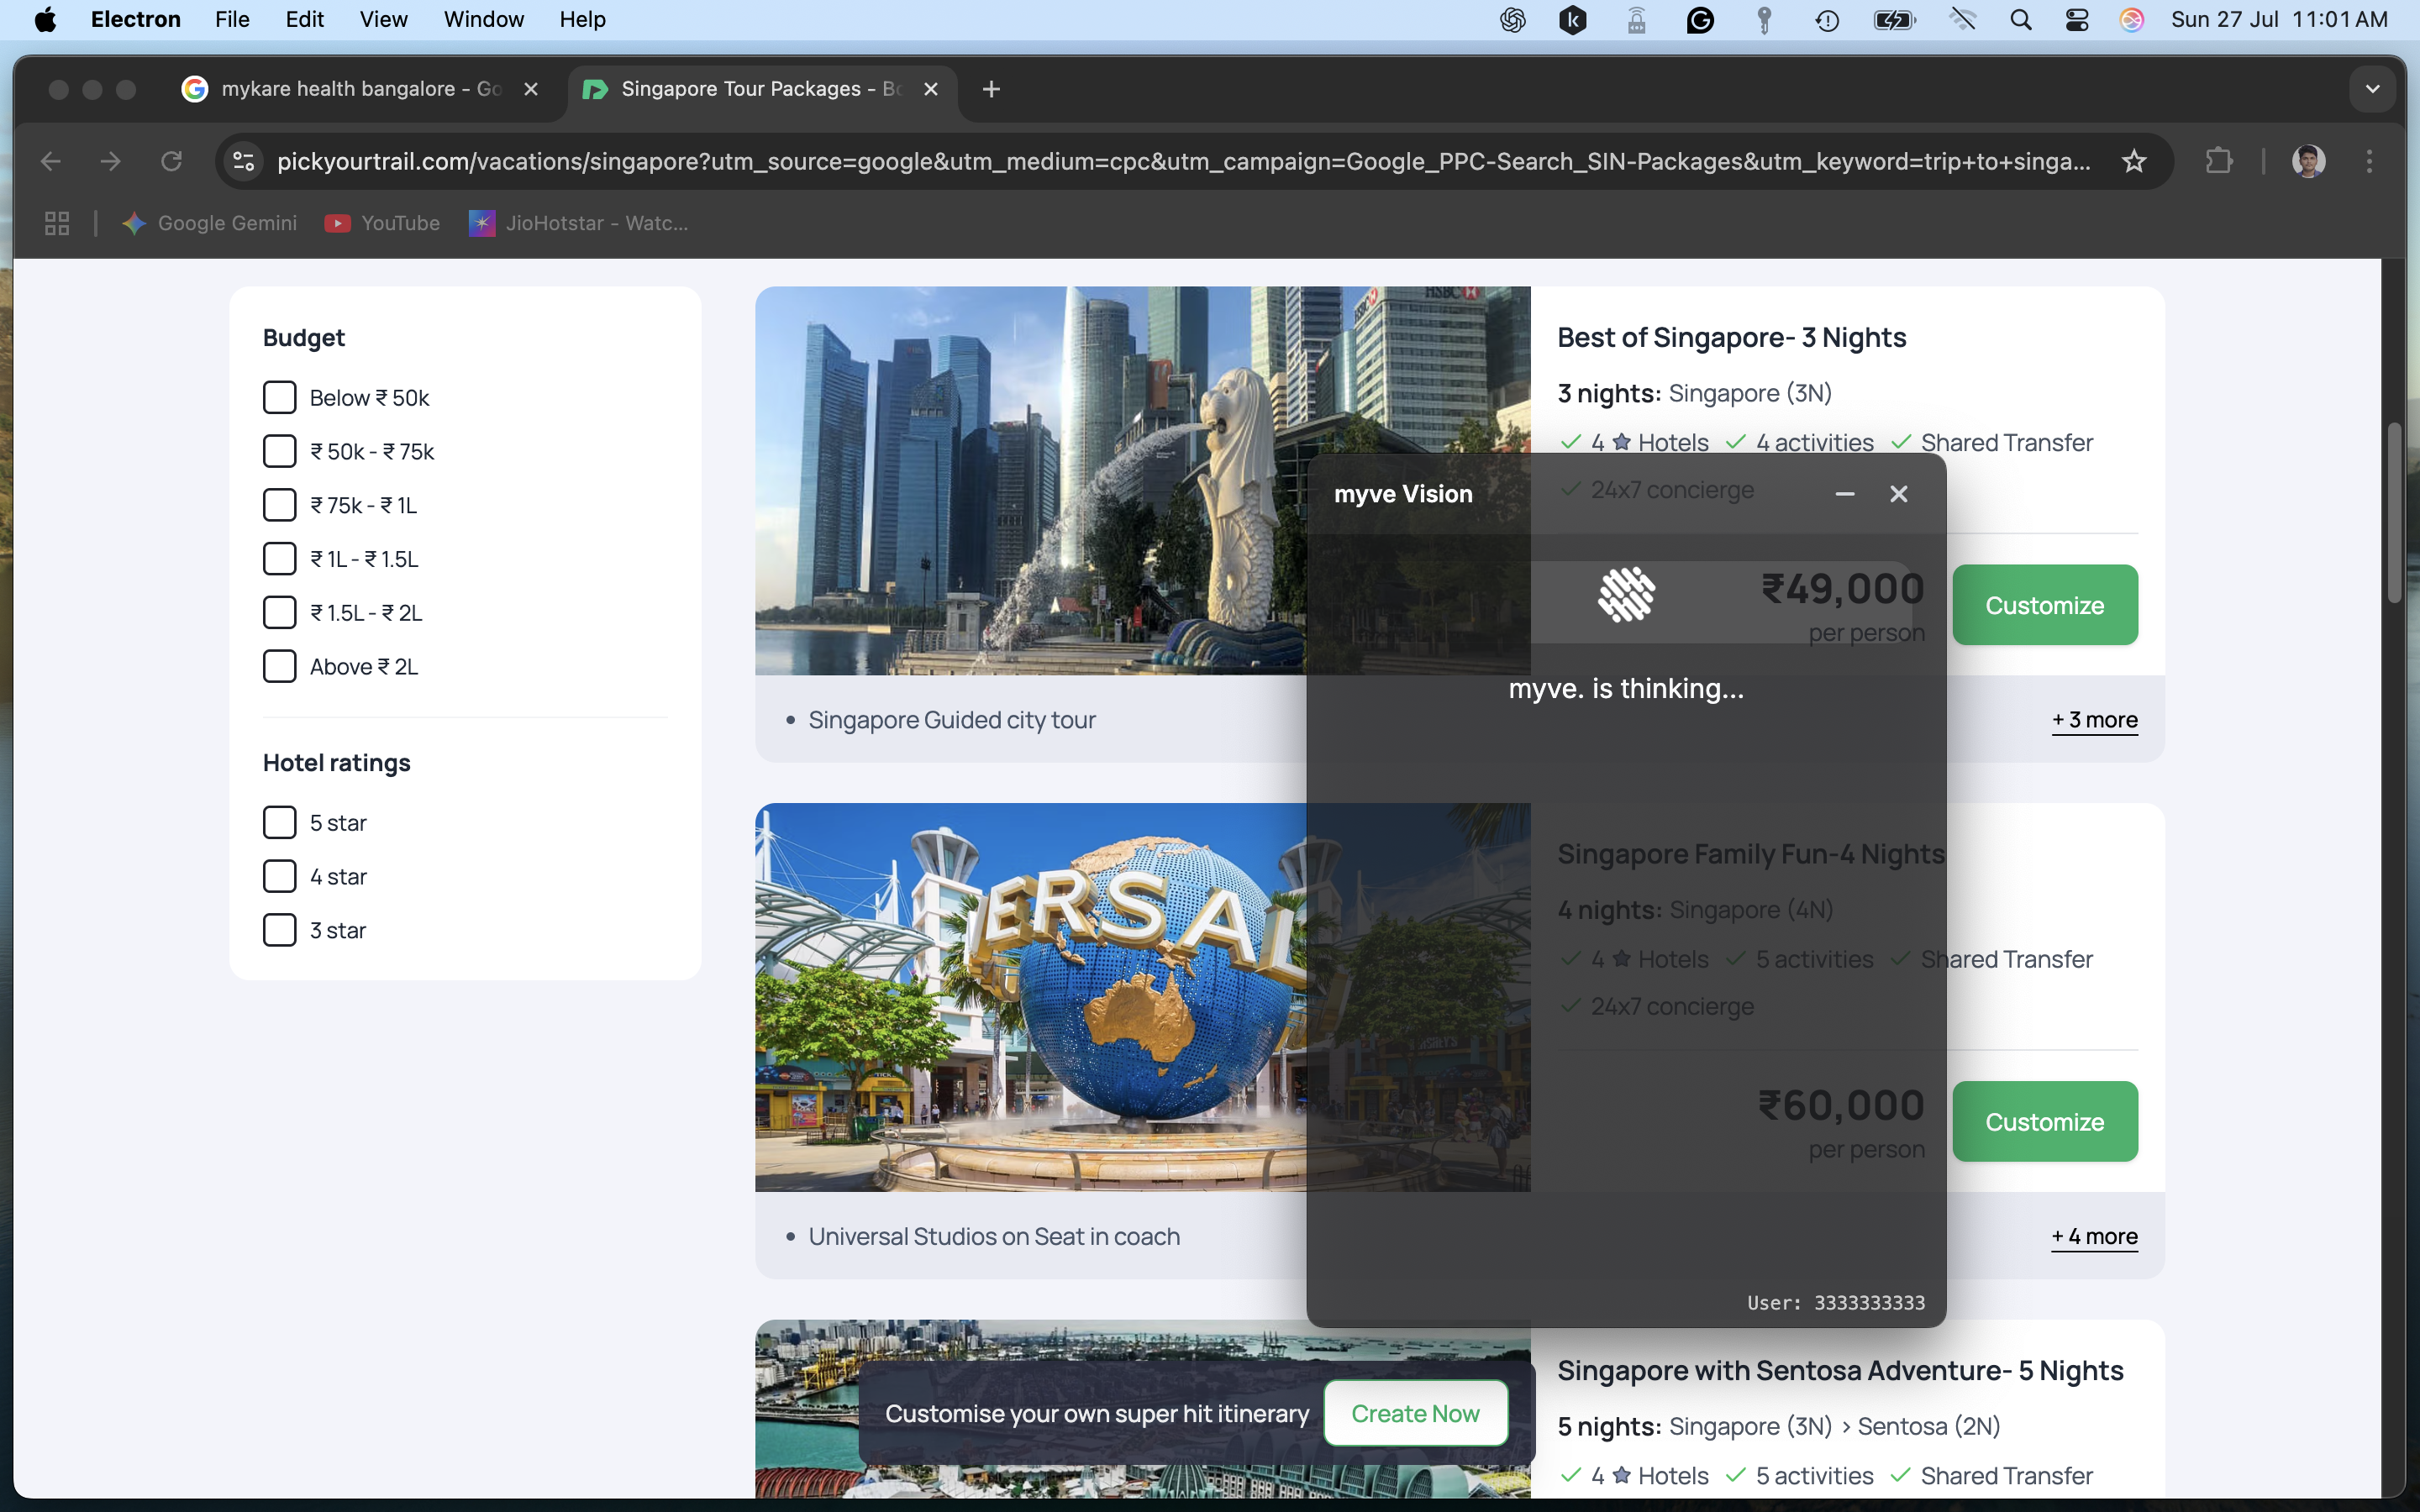 Electron File Edit View Window Help Sun 27 Jul 11:01 AM
mykare health bangalore - Go
Singapore Tour Packages - Bo
pickyourtrail.com/vacations/singapore?utm_source=google&utm_medium=cpc&utm_campaign=Google_PPC-Search_SIN-Packages&utm_keyword=trip+to+singa...
Google Gemini YouTube JioHotstar - Watc...
Budget
Below ₹ 50k
₹ 50k - ₹ 75k
₹ 75k - ₹ 1L
₹ 1L - ₹ 1.5L
₹ 1.5L - ₹ 2L
Above ₹ 2L
Hotel ratings
5 star
4 star
3 star
HSBC
Best of Singapore- 3 Nights
3 nights: Singapore (3N)
4 Hotels 4 activities Shared Transfer
24x7 concierge
₹49,000
per person
Customize
Singapore Guided city tour
+ 3 more
myve Vision
myve. is thinking...
User: 3333333333
ERSAL
Singapore Family Fun-4 Nights
4 nights: Singapore (4N)
4 Hotels 5 activities Shared Transfer
24x7 concierge
₹60,000
per person
Customize
Universal Studios on Seat in coach
+ 4 more
Singapore with Sentosa Adventure- 5 Nights
5 nights: Singapore (3N) › Sentosa (2N)
4 Hotels 5 activities Shared Transfer
Customise your own super hit itinerary
Create Now